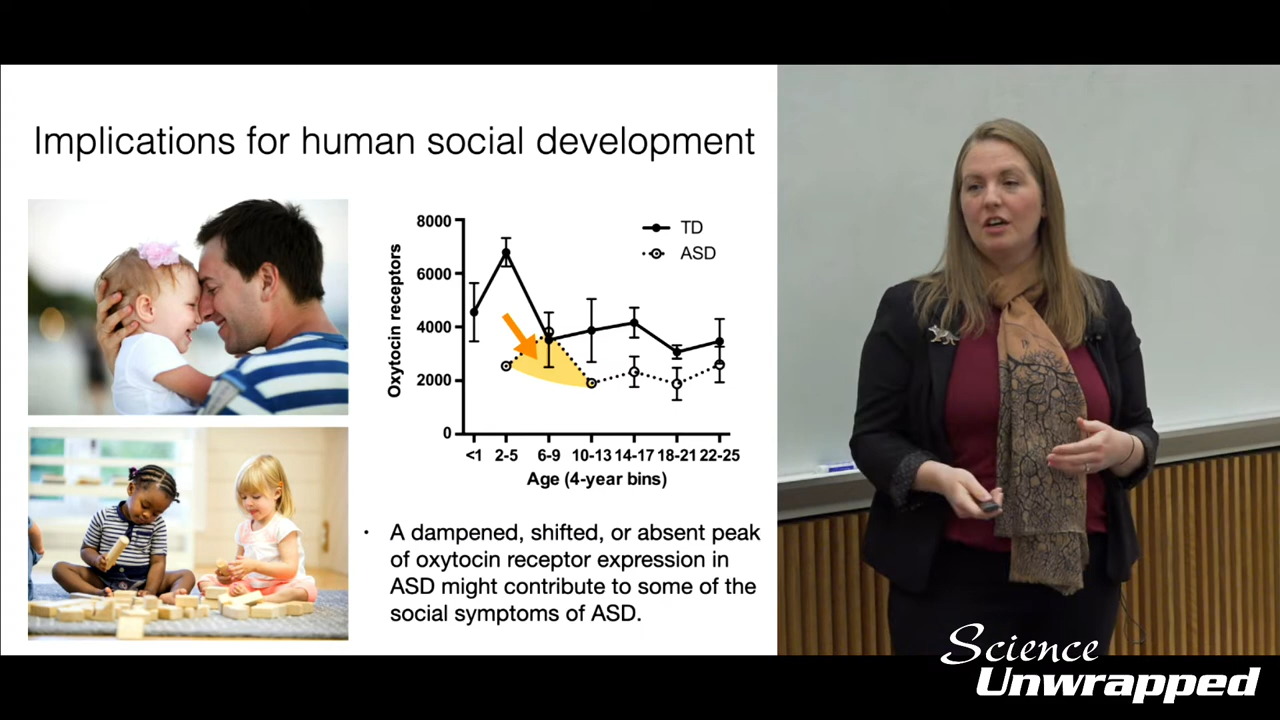 Implications for human social development
8000
6000
4000
2000
0
Oxytocin receptors
TD
ASD
<1 2-5 6-9 10-13 14-17 18-21 22-25
Age (4-year bins)
• A dampened, shifted, or absent peak
of oxytocin receptor expression in
ASD might contribute to some of the
social symptoms of ASD.
Science
Unwrapped